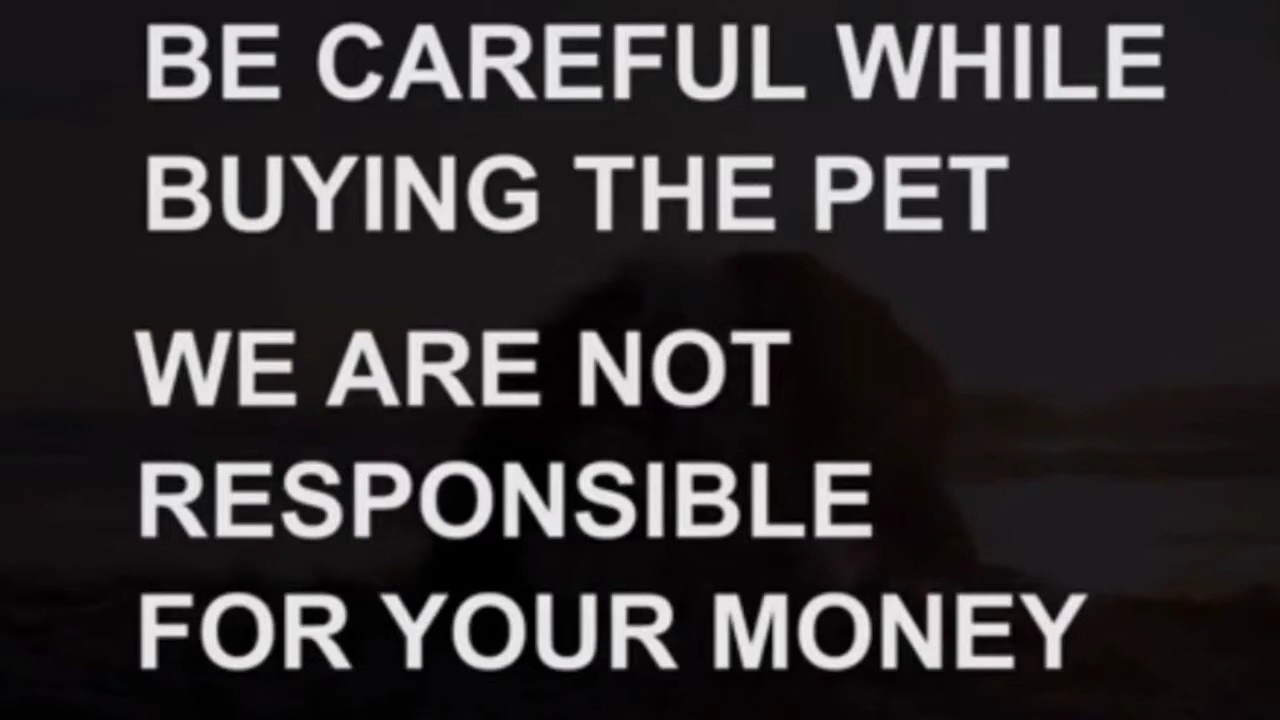 BE CAREFUL WHILE
BUYING THE PET
WE ARE NOT
RESPONSIBLE
FOR YOUR MONEY